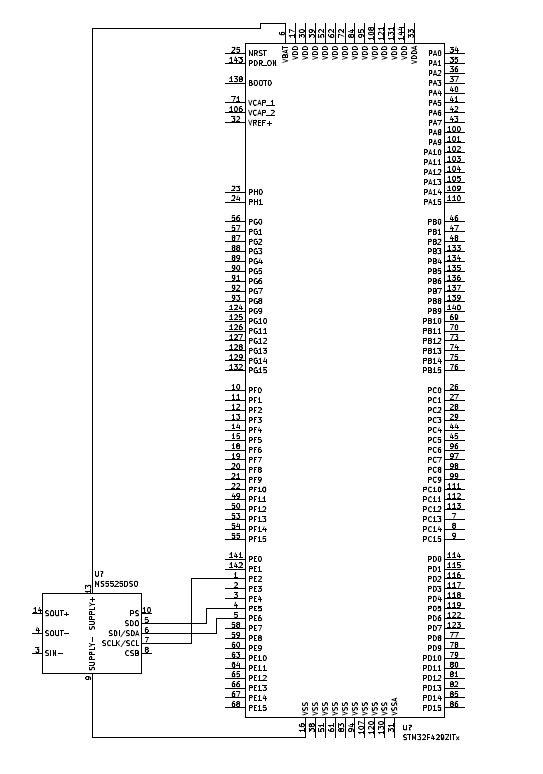 6 17 30 39 52 62 72 84 95 108 121 131 144 33
VBAT VDD VDD VDD VDD VDD VDD VDD VDD VDD VDD VDD VDD VDDA
25 NRST
143 PDR_ON
138 BOOT0
71 VCAP_1
106 VCAP_2
32 VREF+
23 PH0
24 PH1
56 PG0
57 PG1
87 PG2
88 PG3
89 PG4
90 PG5
91 PG6
92 PG7
93 PG8
124 PG9
125 PG10
126 PG11
127 PG12
128 PG13
129 PG14
132 PG15
10 PF0
11 PF1
12 PF2
13 PF3
14 PF4
15 PF5
18 PF6
19 PF7
20 PF8
21 PF9
22 PF10
49 PF11
50 PF12
53 PF13
54 PF14
55 PF15
141 PE0
142 PE1
1 PE2
2 PE3
3 PE4
4 PE5
5 PE6
58 PE7
59 PE8
60 PE9
63 PE10
64 PE11
65 PE12
66 PE13
67 PE14
68 PE15
PA0 34
PA1 35
PA2 36
PA3 37
PA4 40
PA5 41
PA6 42
PA7 43
PA8 100
PA9 101
PA10 102
PA11 103
PA12 104
PA13 105
PA14 109
PA15 110
PB0 46
PB1 47
PB2 48
PB3 133
PB4 134
PB5 135
PB6 136
PB7 137
PB8 139
PB9 140
PB10 69
PB11 70
PB12 73
PB13 74
PB14 75
PB15 76
PC0 26
PC1 27
PC2 28
PC3 29
PC4 44
PC5 45
PC6 96
PC7 97
PC8 98
PC9 99
PC10 111
PC11 112
PC12 113
PC13 7
PC14 8
PC15 9
PD0 114
PD1 115
PD2 116
PD3 117
PD4 118
PD5 119
PD6 122
PD7 123
PD8 77
PD9 78
PD10 79
PD11 80
PD12 81
PD13 82
PD14 85
PD15 86
VSS VSS VSS VSS VSS VSS VSS VSS VSS VSSA
16 38 51 61 83 94 107 120 130 31
U?
STM32F429ZITx
U?
MS5525DSO
13 SUPPLY+
14 SOUT+
4 SOUT-
3 SIN-
PS 10
SDO 5
SDI/SDA 6
SCLK/SCL 7
CSB 8
SUPPLY- 9